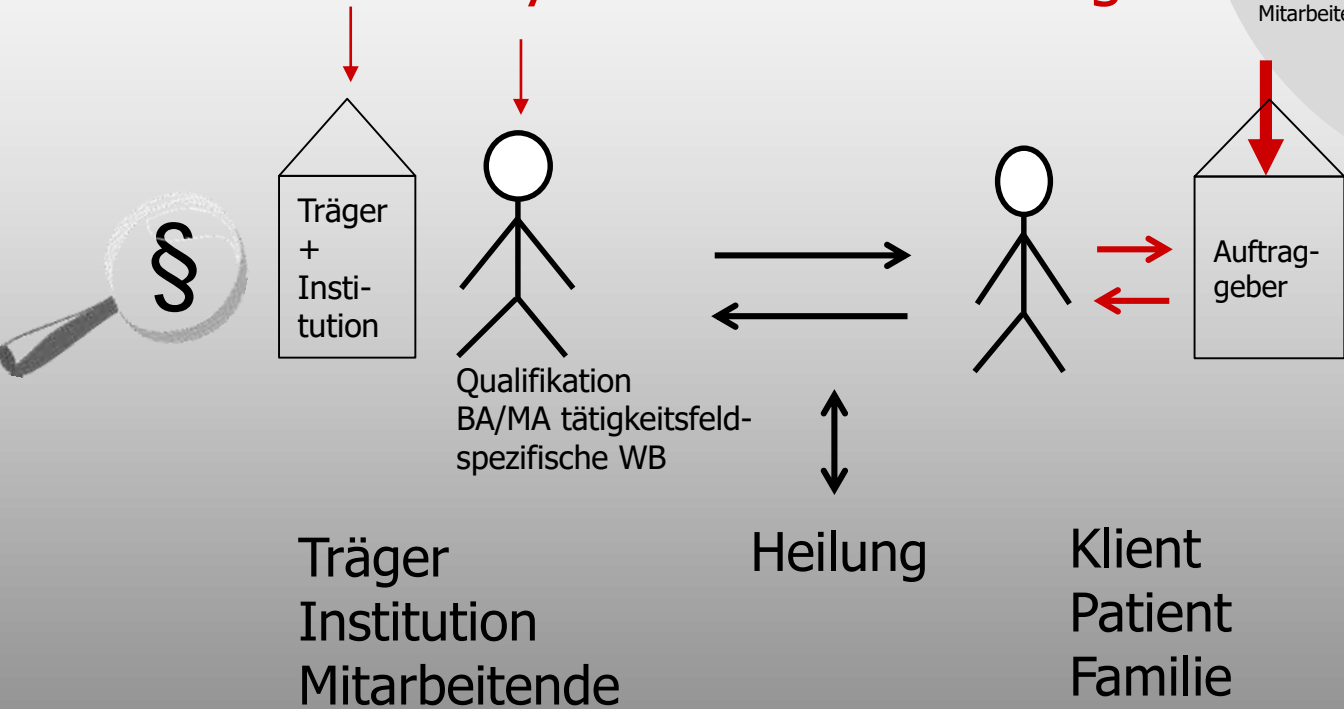 Mitarbeite
§
Träger
+
Insti-
tution
Auftrag-
geber
Qualifikation
BA/MA tätigkeitsfeld-
spezifische WB
Träger
Institution
Mitarbeitende
Heilung
Klient
Patient
Familie